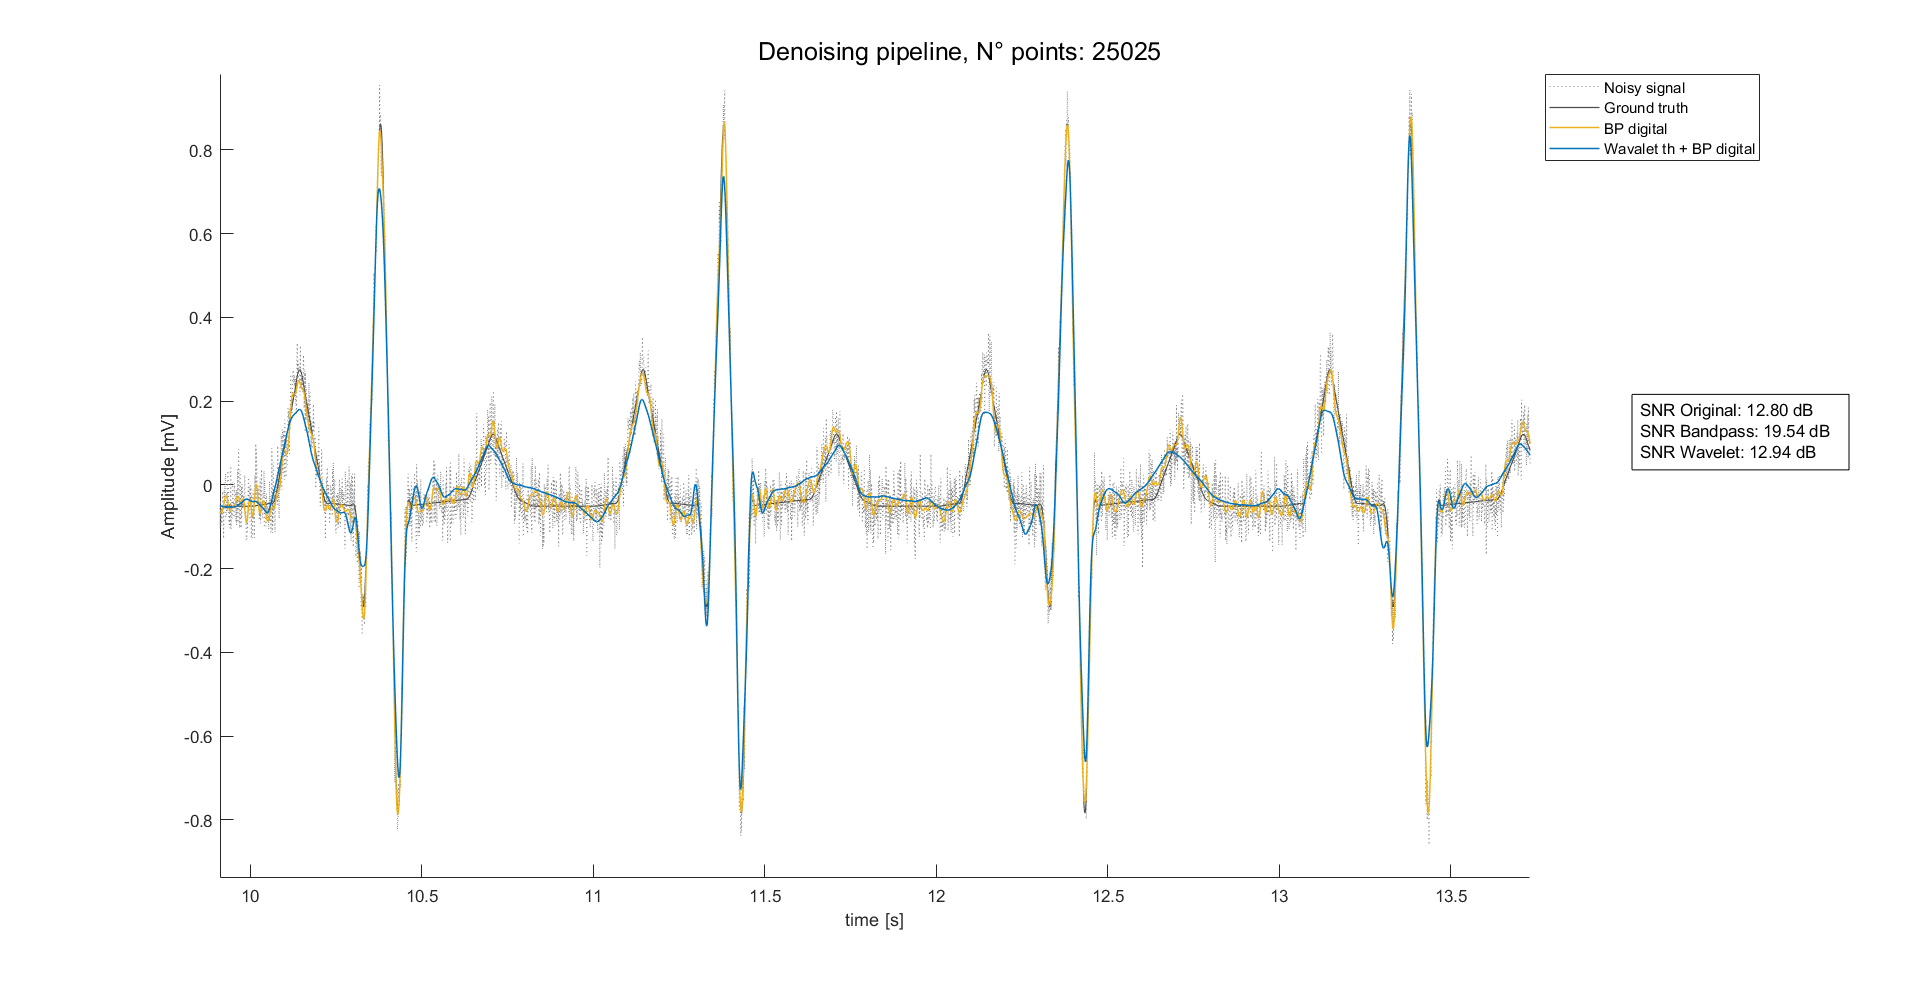 Denoising pipeline, N° points: 25025
Noisy signal
Ground truth
BP digital
Wavalet th + BP digital
0.8
0.6
0.4
0.2
0
-0.2
-0.4
-0.6
-0.8
Amplitude [mV]
SNR Original: 12.80 dB
SNR Bandpass: 19.54 dB
SNR Wavelet: 12.94 dB
10 10.5 11 11.5 12 12.5 13 13.5
time [s]